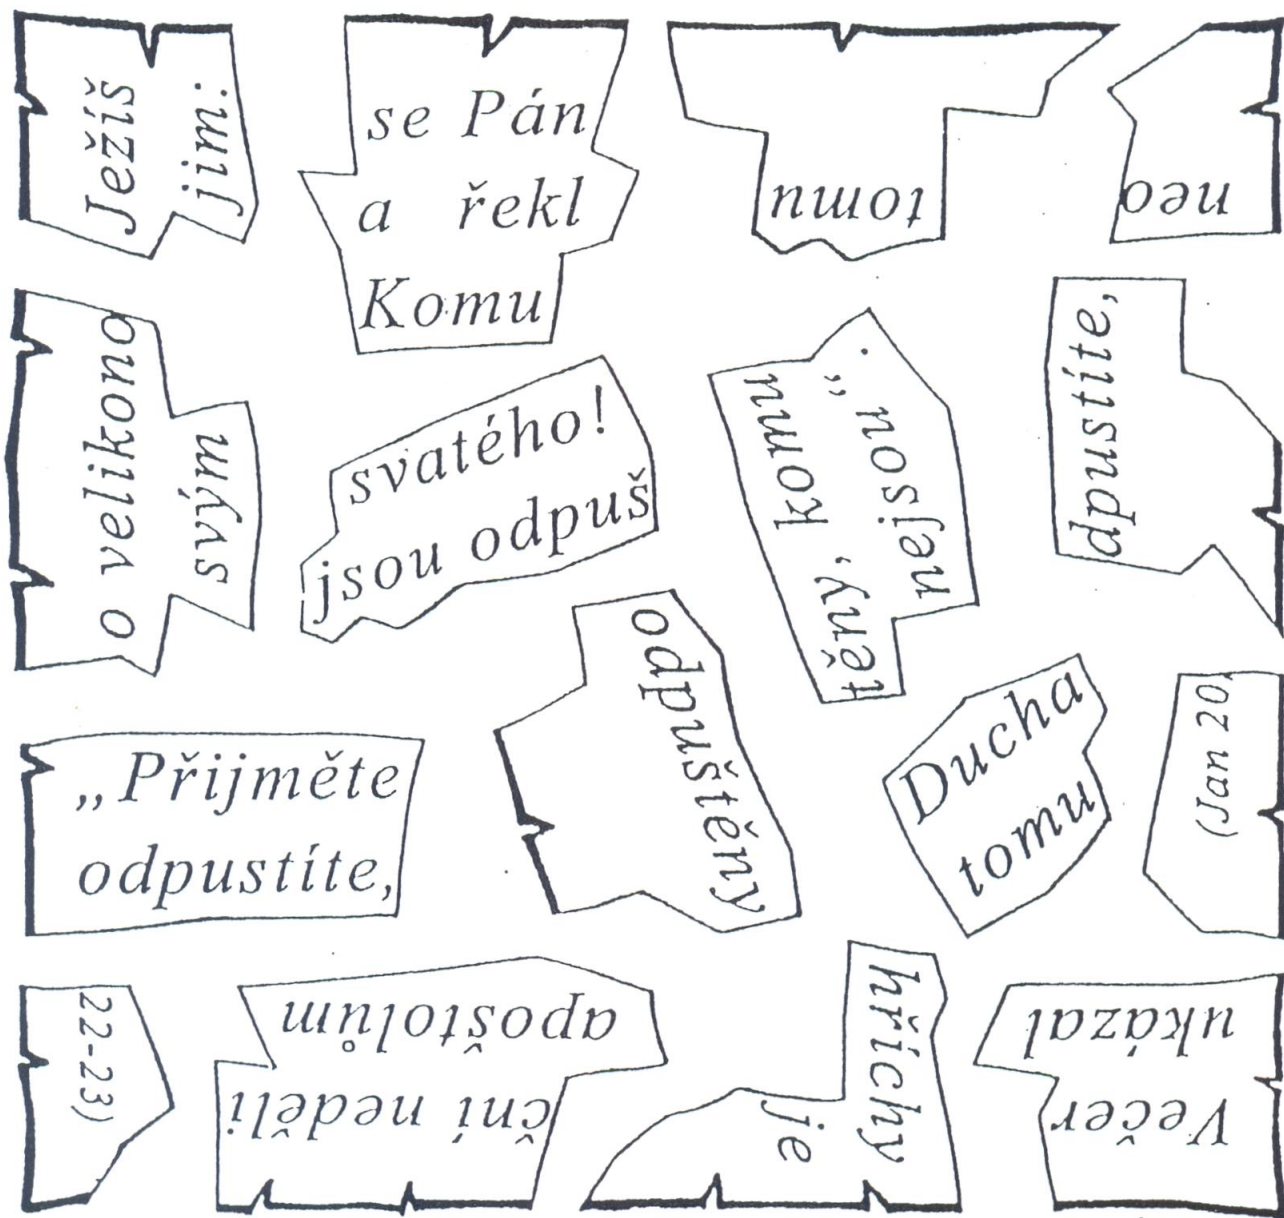 Ježíš
jim:
se Pán
a řekl
Komu
tomu
neo
o velikono
svým
svatého!
jsou odpuš
těny, komu
nejsou “.
dpustíte,
„Přijměte
odpustíte,
odpuštěny
Ducha
tomu
(Jan 20,
22-23)
apoštolům
ční neděli
hříchy
je
ukázal
Večer